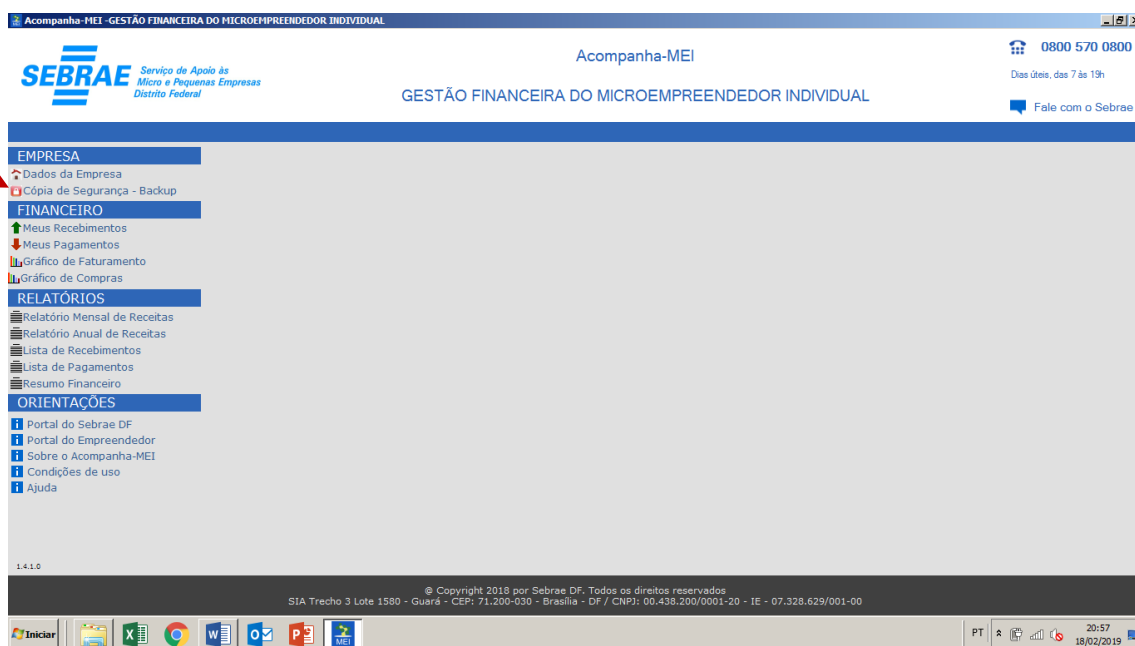 Acompanha-MEI -GESTÃO FINANCEIRA DO MICROEMPREENDEDOR INDIVIDUAL
SEBRAE
Serviço de Apoio às
Micro e Pequenas Empresas
Distrito Federal
Acompanha-MEI
GESTÃO FINANCEIRA DO MICROEMPREENDEDOR INDIVIDUAL
0800 570 0800
Dias úteis, das 7 às 19h
Fale com o Sebrae
EMPRESA
Dados da Empresa
Cópia de Segurança - Backup
FINANCEIRO
Meus Recebimentos
Meus Pagamentos
Gráfico de Faturamento
Gráfico de Compras
RELATÓRIOS
Relatório Mensal de Receitas
Relatório Anual de Receitas
Lista de Recebimentos
Lista de Pagamentos
Resumo Financeiro
ORIENTAÇÕES
Portal do Sebrae DF
Portal do Empreendedor
Sobre o Acompanha-MEI
Condições de uso
Ajuda
1.4.1.0
@ Copyright 2018 por Sebrae DF. Todos os direitos reservados
SIA Trecho 3 Lote 1580 - Guará - CEP: 71.200-030 - Brasília - DF / CNPJ: 00.438.200/0001-20 - IE - 07.328.629/001-00
Iniciar
MEI
PT
20:57
18/02/2019